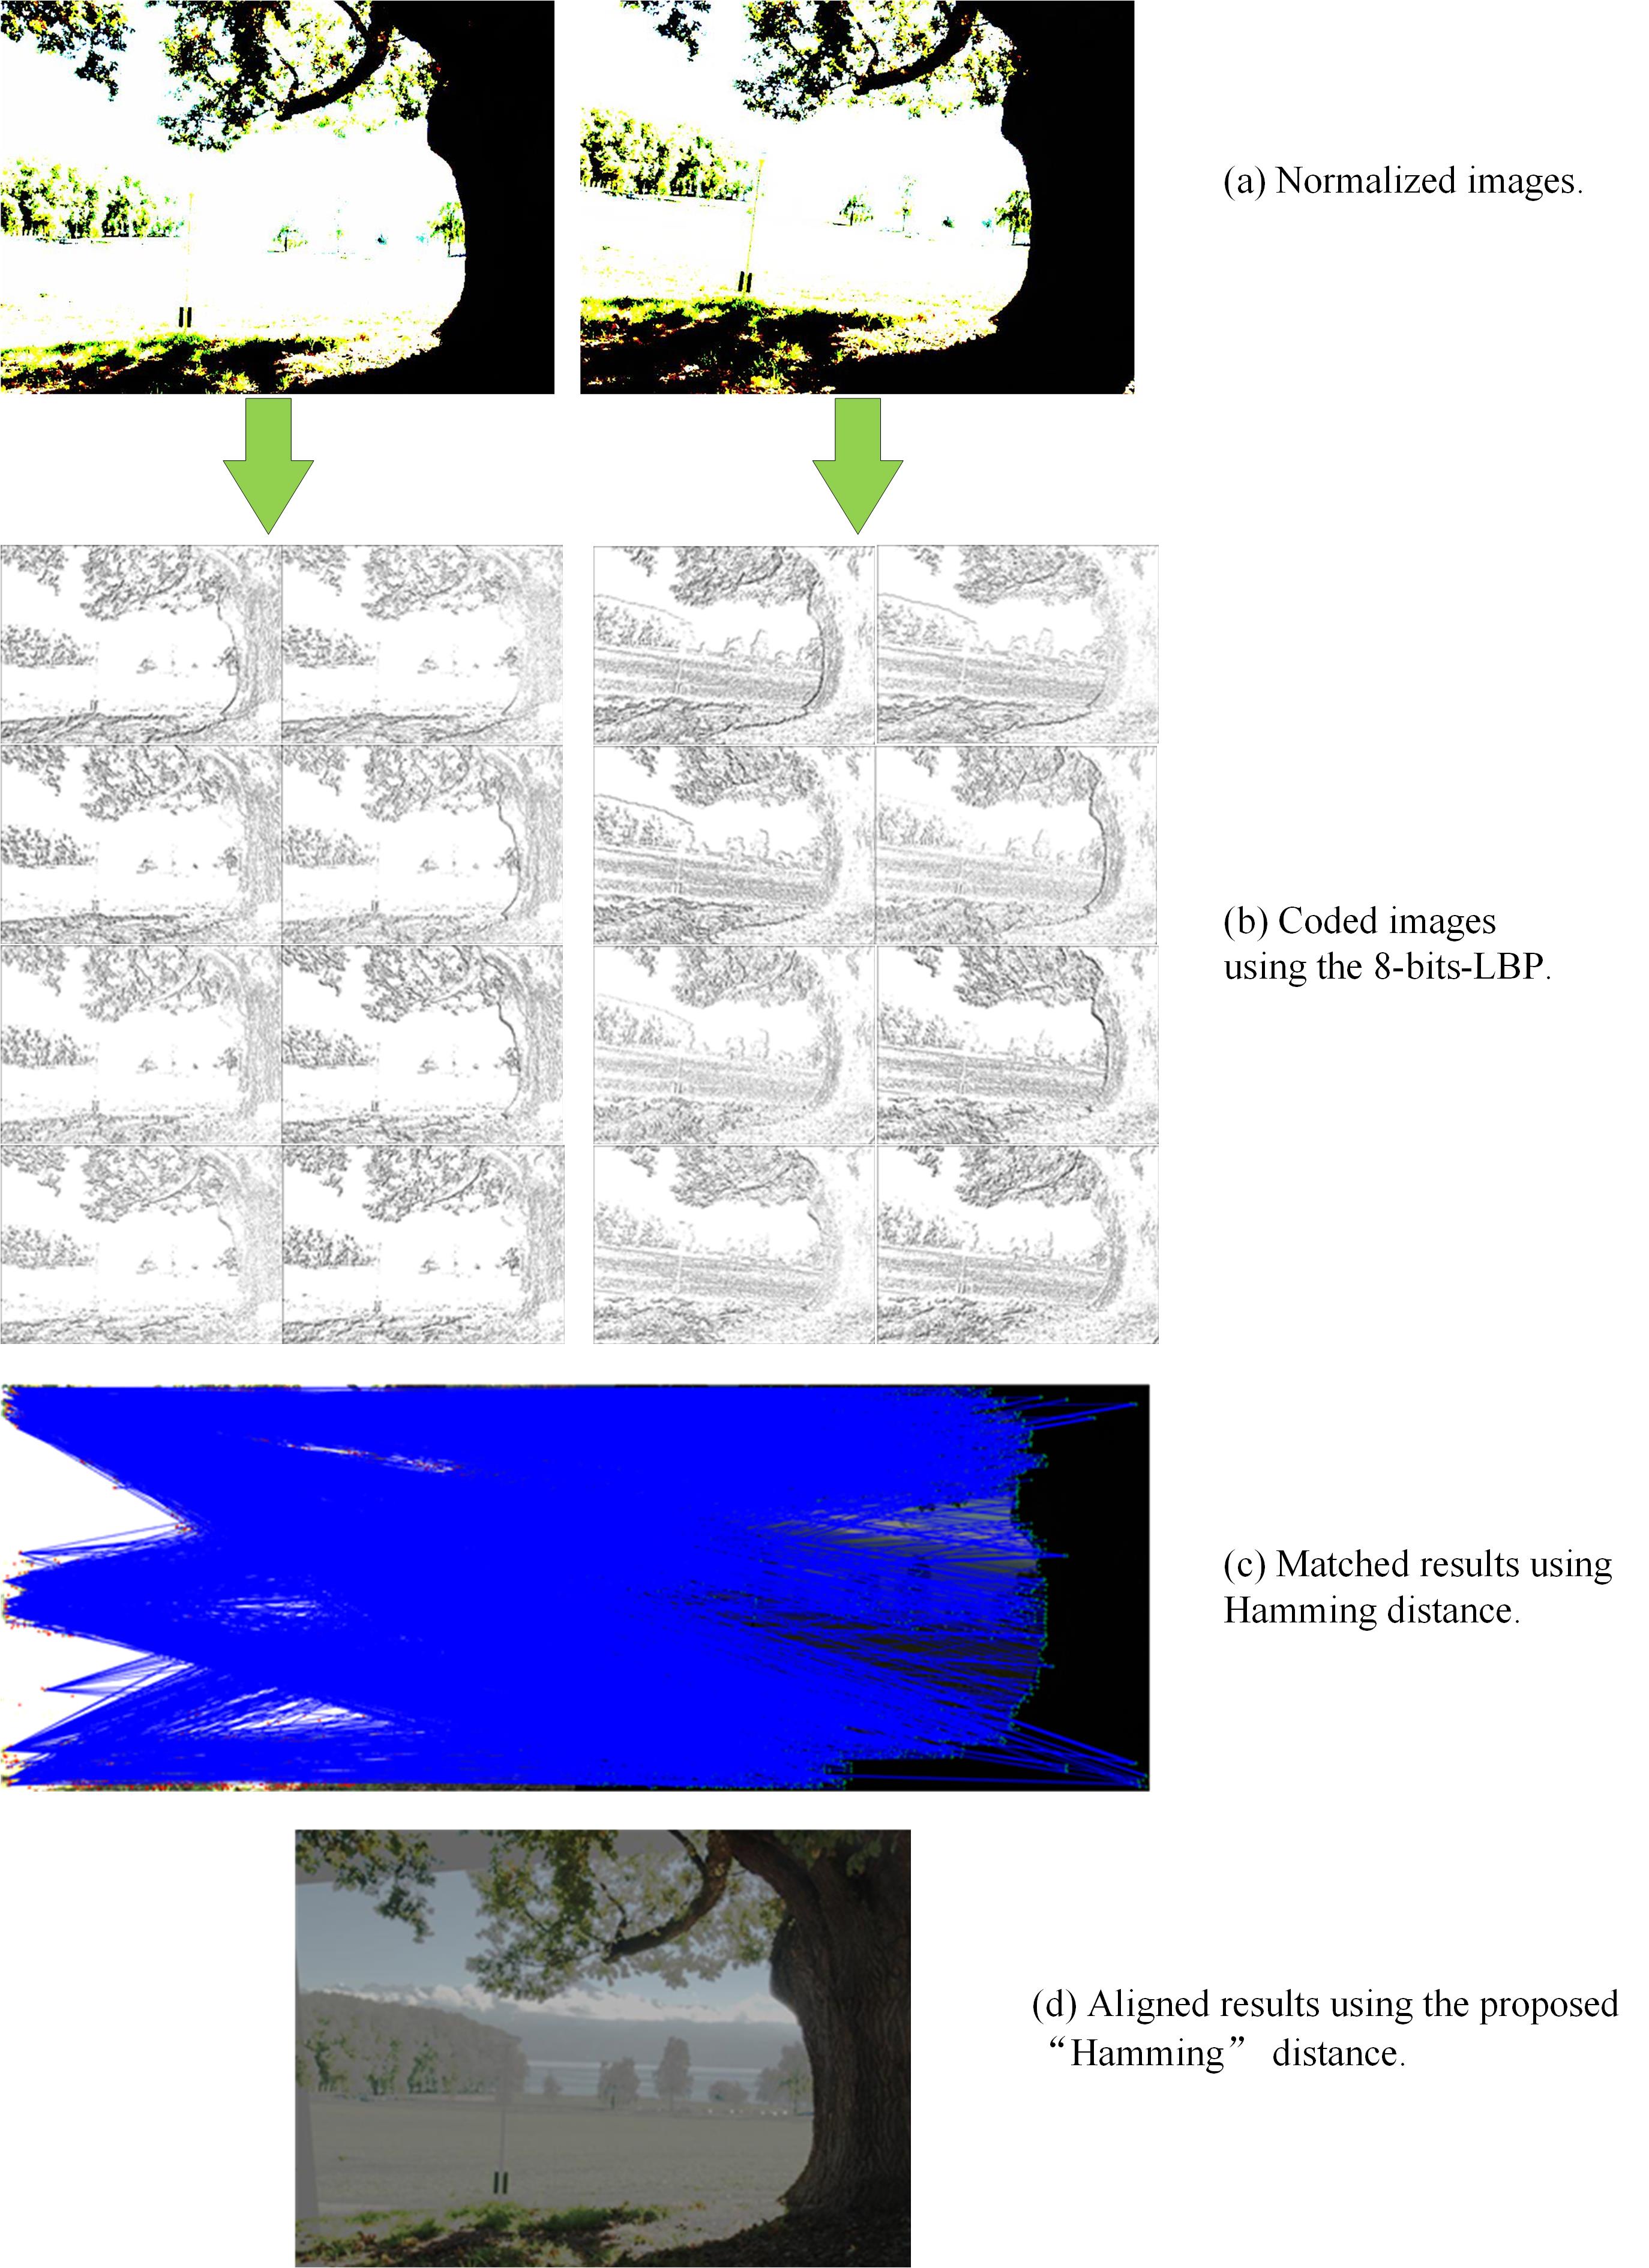 (a) Normalized images.
(b) Coded images
using the 8-bits-LBP.
(c) Matched results using
Hamming distance.
(d) Aligned results using the proposed
“Hamming” distance.